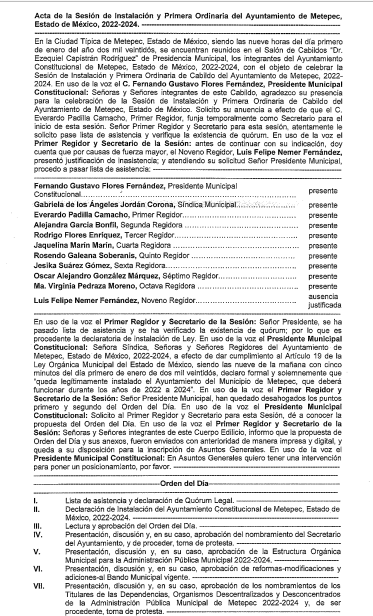 Acta de la Sesión de Instalación y Primera Ordinaria del Ayuntamiento de Metepec,
Estado de México, 2022-2024. ----------
En la Ciudad Típica de Metepec, Estado de México, siendo las nueve horas del día primero
de enero del año dos mil veintidós, se encuentran reunidos en el Salón de Cabildos "Dr.
Ezequiel Capistrán Rodríguez" de Presidencia Municipal, los integrantes del Ayuntamiento
Constitucional de Metepec, Estado de México, 2022-2024, con el objeto de celebrar la
Sesión de Instalación y Primera Ordinaria de Cabildo del Ayuntamiento de Metepec, 2022-
2024. En uso de la voz el C. Fernando Gustavo Flores Fernández, Presidente Municipal
Constitucional: Señoras y Señores integrantes de este Cabildo, agradezco su presencia
para la celebración de la Sesión de Instalación y Primera Ordinaria de Cabildo del
Ayuntamiento de Metepec, Estado de México, 2022-2024. Solicito su anuencia a efecto de que el C.
Everardo Padilla Camacho, Primer Regidor, funja temporalmente como Secretario para el
inicio de esta sesión. Señor Primer Regidor y Secretario para esta sesión, atentamente le
solicito pase lista de asistencia y verifique la existencia de quórum. En uso de la voz el
Primer Regidor y Secretario de la Sesión: antes de continuar con su indicación, doy
cuenta que por causas de fuerza mayor, el Noveno Regidor, Luis Felipe Nemer Fernández,
presentó justificación de inasistencia; y atendiendo su solicitud Señor Presidente Municipal,
procedo a pasar lista de asistencia: ----------
Fernando Gustavo Flores Fernández, Presidente Municipal
Constitucional.......... presente
Gabriela de los Ángeles Jordán Corona, Síndica Municipal.......... presente
Everardo Padilla Camacho, Primer Regidor.......... presente
Alejandra García Bonfil, Segunda Regidora.......... presente
Rodrigo Flores Enríquez, Tercer Regidor.......... presente
Jaquelina Marín Marín, Cuarta Regidora.......... presente
Rosendo Galeana Soberanis, Quinto Regidor.......... presente
Jesika Suárez Gómez, Sexta Regidora.......... presente
Oscar Alejandro González Márquez, Séptimo Regidor.......... presente
Ma. Virginia Pedraza Moreno, Octava Regidora.......... presente
Luis Felipe Nemer Fernández, Noveno Regidor.......... ausencia
justificada
En uso de la voz el Primer Regidor y Secretario de la Sesión: Señor Presidente, se ha
pasado lista de asistencia y se ha verificado la existencia de quórum; por lo que es
procedente la declaratoria de instalación de Ley. En uso de la voz el Presidente Municipal
Constitucional: Señora Síndica, Señoras y Señores Regidores del Ayuntamiento de
Metepec, Estado de México, 2022-2024, a efecto de dar cumplimiento al Artículo 19 de la
Ley Orgánica Municipal del Estado de México, siendo las nueve de la mañana con cinco
minutos del día primero de enero de dos mil veintidós, declaro formal y solemnemente que
"queda legítimamente instalado el Ayuntamiento del Municipio de Metepec, que deberá
funcionar durante los años de 2022 a 2024". En uso de la voz el Primer Regidor y
Secretario de la Sesión: Señor Presidente Municipal, han quedado desahogados los puntos
primero y segundo del Orden del Día. En uso de la voz el Presidente Municipal
Constitucional: Solicito al Primer Regidor y Secretario para esta Sesión, dé a conocer la
propuesta del Orden del Día. En uso de la voz el Primer Regidor y Secretario de la
Sesión: Señoras y Señores integrantes de este Cuerpo Edilicio, informo que la propuesta de
Orden del Día y sus anexos, fueron enviados con anterioridad de manera impresa y digital, y
queda a su disposición para la inscripción de Asuntos Generales. En uso de la voz el
Presidente Municipal Constitucional: En Asuntos Generales quiero tener una intervención
para poner un posicionamiento, por favor. ----------
----------Orden del Día----------
I. Lista de asistencia y declaración de Quórum Legal. ----------
II. Declaración de Instalación del Ayuntamiento Constitucional de Metepec, Estado de
México, 2022-2024. ----------
III. Lectura y aprobación del Orden del Día. ----------
IV. Presentación, discusión y, en su caso, aprobación del nombramiento del Secretario
del Ayuntamiento, y de proceder, toma de protesta. ----------
V. Presentación, discusión y, en su caso, aprobación de la Estructura Orgánica
Municipal para la Administración Pública Municipal 2022-2024. ----------
VI. Presentación, discusión y, en su caso, aprobación de reformas-modificaciones y
adiciones-al Bando Municipal vigente. ----------
VII. Presentación, discusión y, en su caso, aprobación de los nombramientos de los
Titulares de las Dependencias, Organismos Descentralizados y Desconcentrados
de la Administración Pública Municipal de Metepec 2022-2024 y, de ser
procedente, toma de protesta. ----------